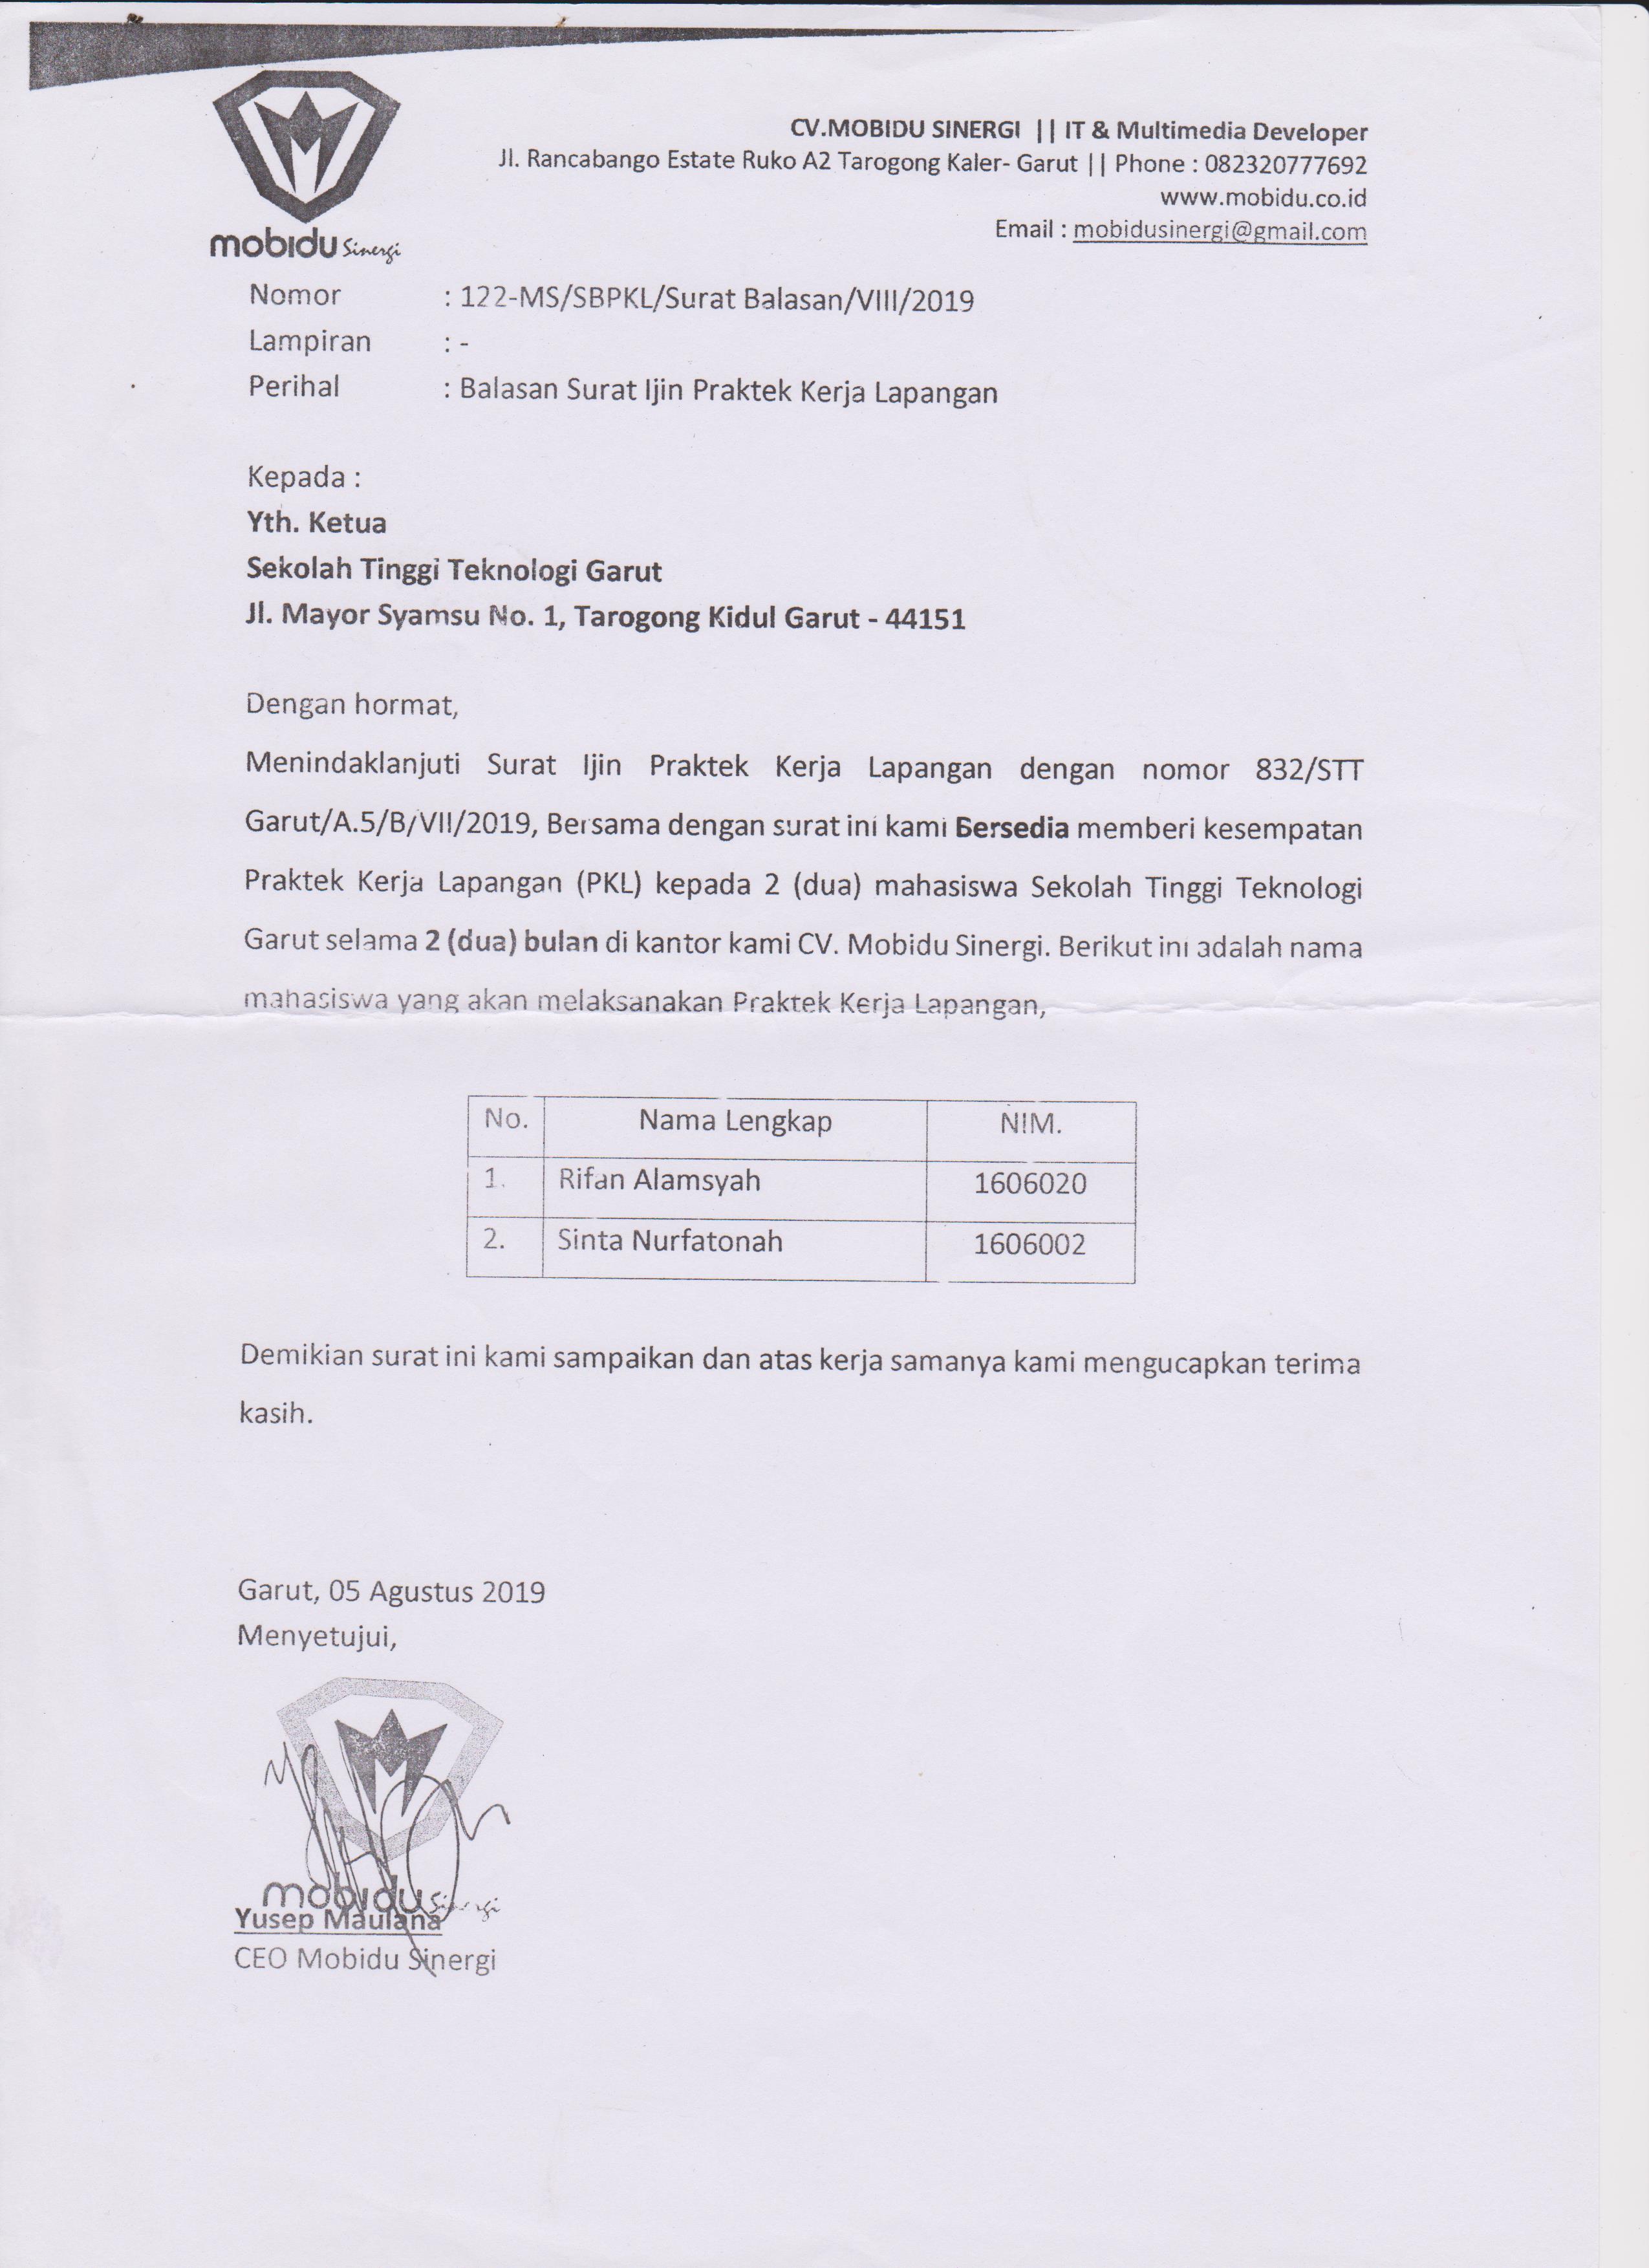 CV.MOBIDU SINERGI || IT & Multimedia Developer
Jl. Rancabango Estate Ruko A2 Tarogong Kaler- Garut || Phone : 082320777692
www.mobidu.co.id
Email : mobidusinergi@gmail.com
mobidu Sinergi
Nomor : 122-MS/SBPKL/Surat Balasan/VIII/2019
Lampiran : -
Perihal : Balasan Surat Ijin Praktek Kerja Lapangan
Kepada :
Yth. Ketua
Sekolah Tinggi Teknologi Garut
Jl. Mayor Syamsu No. 1, Tarogong Kidul Garut - 44151
Dengan hormat,
Menindaklanjuti Surat Ijin Praktek Kerja Lapangan dengan nomor 832/STT
Garut/A.5/B/VII/2019, Bersama dengan surat ini kami Bersedia memberi kesempatan
Praktek Kerja Lapangan (PKL) kepada 2 (dua) mahasiswa Sekolah Tinggi Teknologi
Garut selama 2 (dua) bulan di kantor kami CV. Mobidu Sinergi. Berikut ini adalah nama
mahasiswa yang akan melaksanakan Praktek Kerja Lapangan,
No. Nama Lengkap NIM.
1. Rifan Alamsyah 1606020
2. Sinta Nurfatonah 1606002
Demikian surat ini kami sampaikan dan atas kerja samanya kami mengucapkan terima
kasih.
Garut, 05 Agustus 2019
Menyetujui,
mobidu Sinergi
Yusep Maulana
CEO Mobidu Sinergi